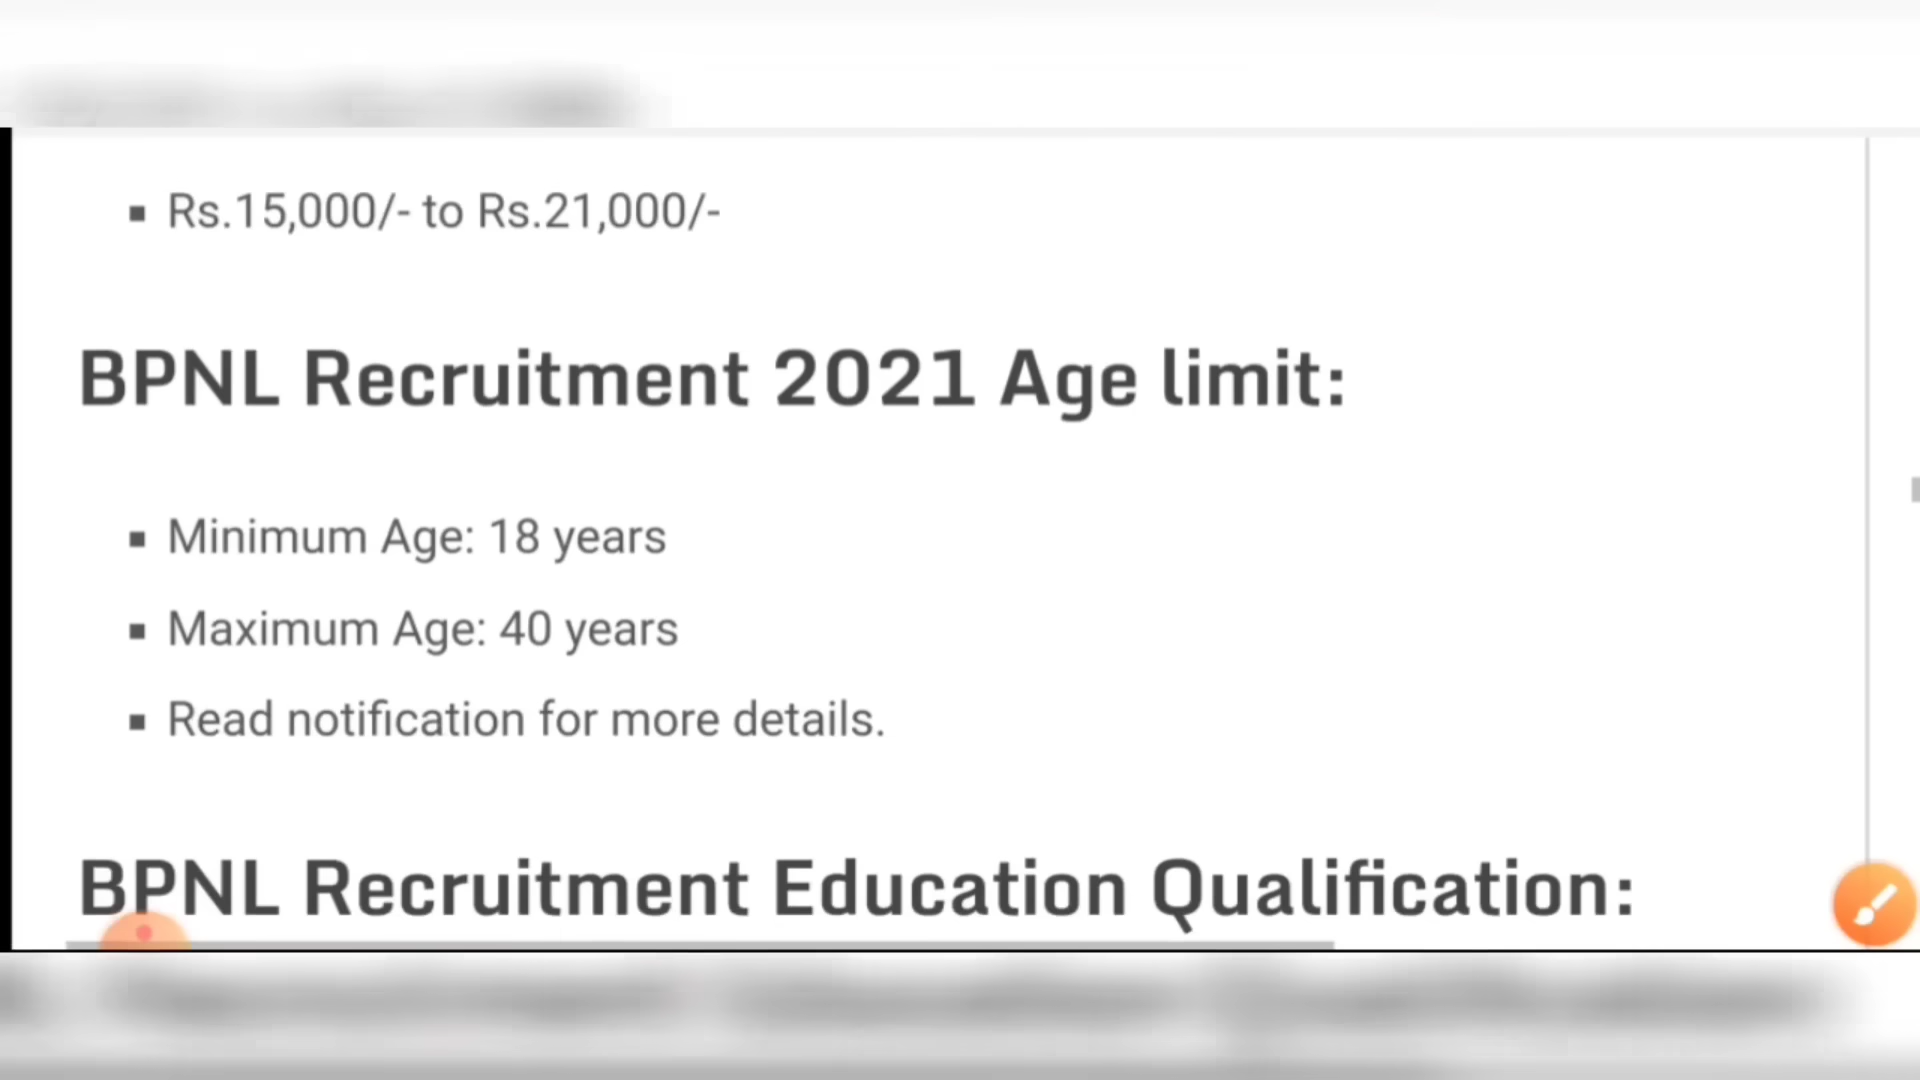 Rs.15,000/- to Rs.21,000/-
BPNL Recruitment 2021 Age limit:
Minimum Age: 18 years
Maximum Age: 40 years
Read notification for more details.
BPNL Recruitment Education Qualification: